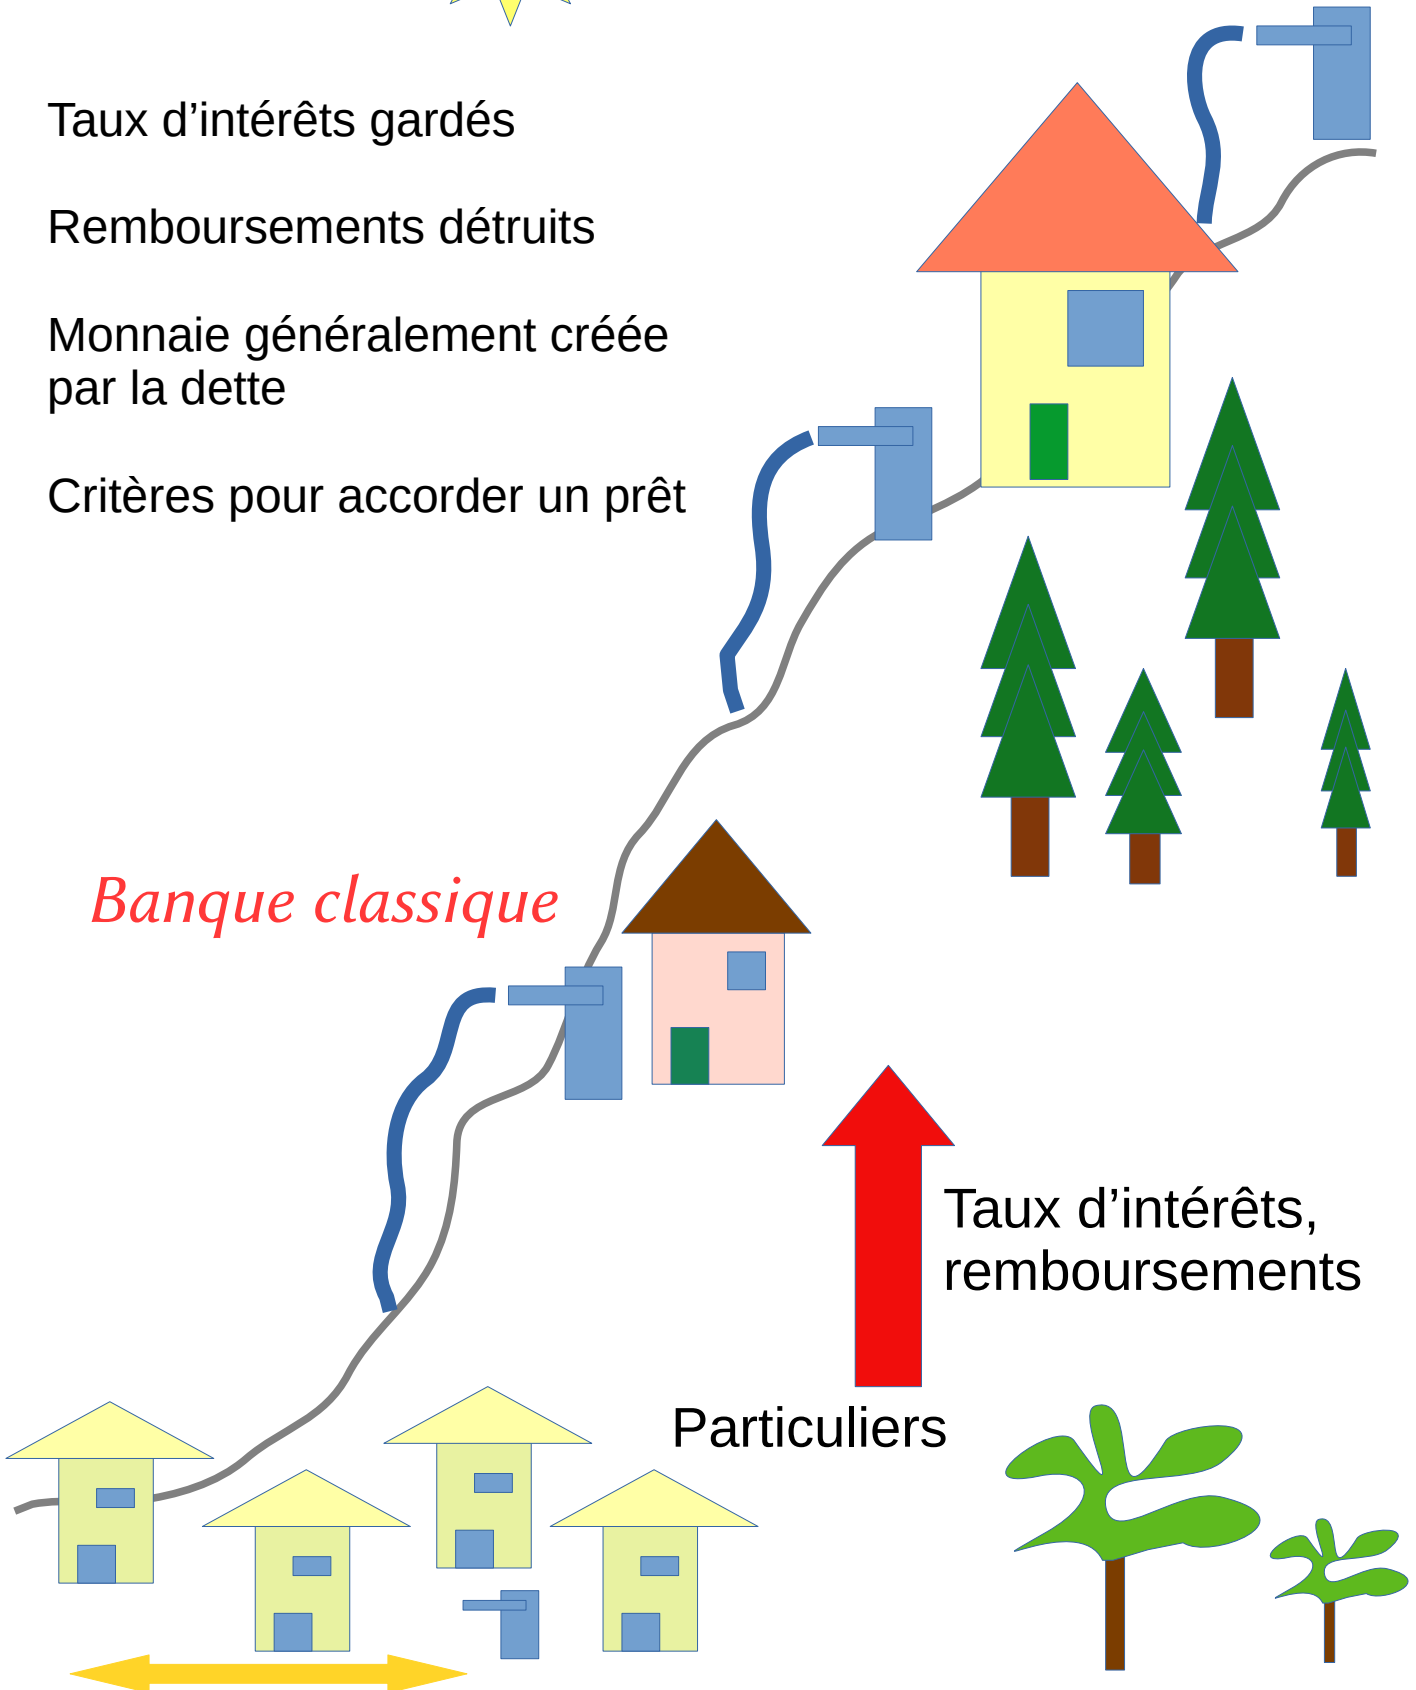 Taux d’intérêts gardés
Remboursements détruits
Monnaie généralement créée
par la dette
Critères pour accorder un prêt
Banque classique
Taux d’intérêts,
remboursements
Particuliers